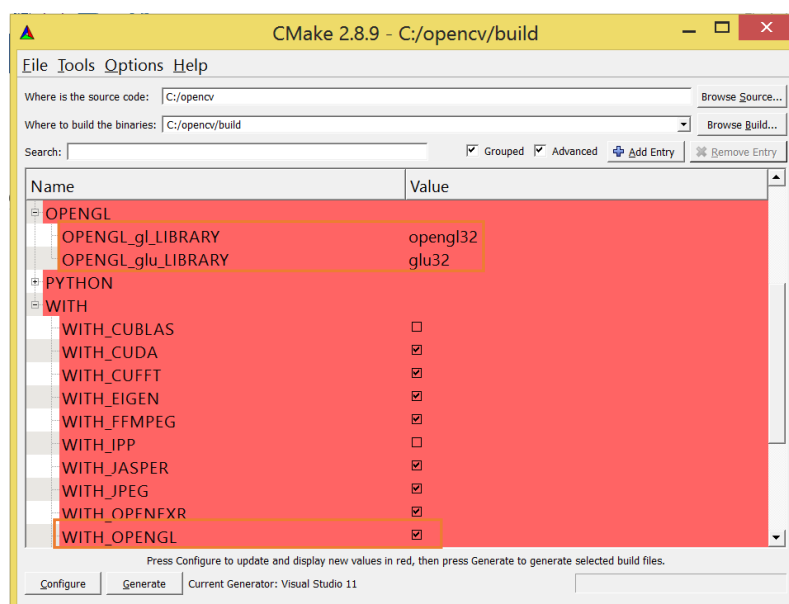 CMake 2.8.9 - C:/opencv/build
File Tools Options Help
Where is the source code: C:/opencv Browse Source...
Where to build the binaries: C:/opencv/build Browse Build...
Search: Grouped Advanced Add Entry Remove Entry
Name Value
OPENGL
OPENGL_gl_LIBRARY opengl32
OPENGL_glu_LIBRARY glu32
PYTHON
WITH
WITH_CUBLAS
WITH_CUDA
WITH_CUFFT
WITH_EIGEN
WITH_FFMPEG
WITH_IPP
WITH_JASPER
WITH_JPEG
WITH_OPENEXR
WITH_OPENGL
Press Configure to update and display new values in red, then press Generate to generate selected build files.
Configure Generate Current Generator: Visual Studio 11